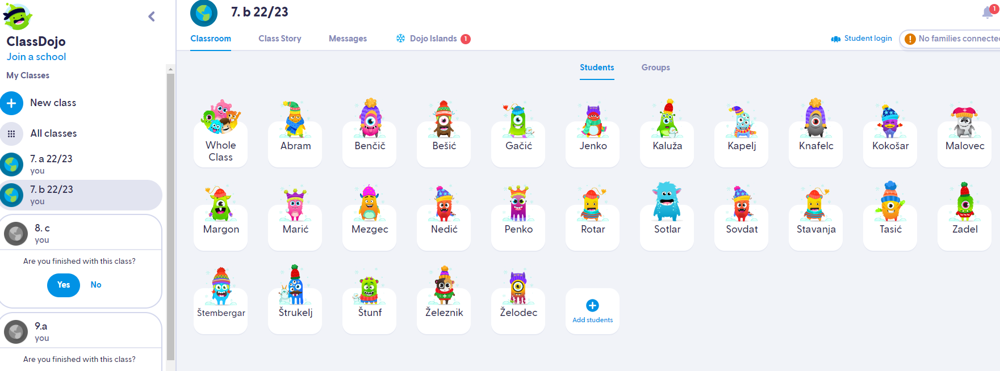 ClassDojo
Join a school
My Classes
New class
All classes
7. a 22/23
you
7. b 22/23
you
8. c
you
Are you finished with this class?
Yes No
9.a
you
Are you finished with this class?
7. b 22/23
1
Classroom Class Story Messages Dojo Islands 1
Student login ! No families connected
Students Groups
Whole Class Abram Benčič Bešić Gačić Jenko Kaluža Kapelj Knafelc Kokošar Malovec
Margon Marić Mezgec Nedić Penko Rotar Sotlar Sovdat Stavanja Tasić Zadel
Štembergar Štrukelj Štunf Železnik Želodec Add students